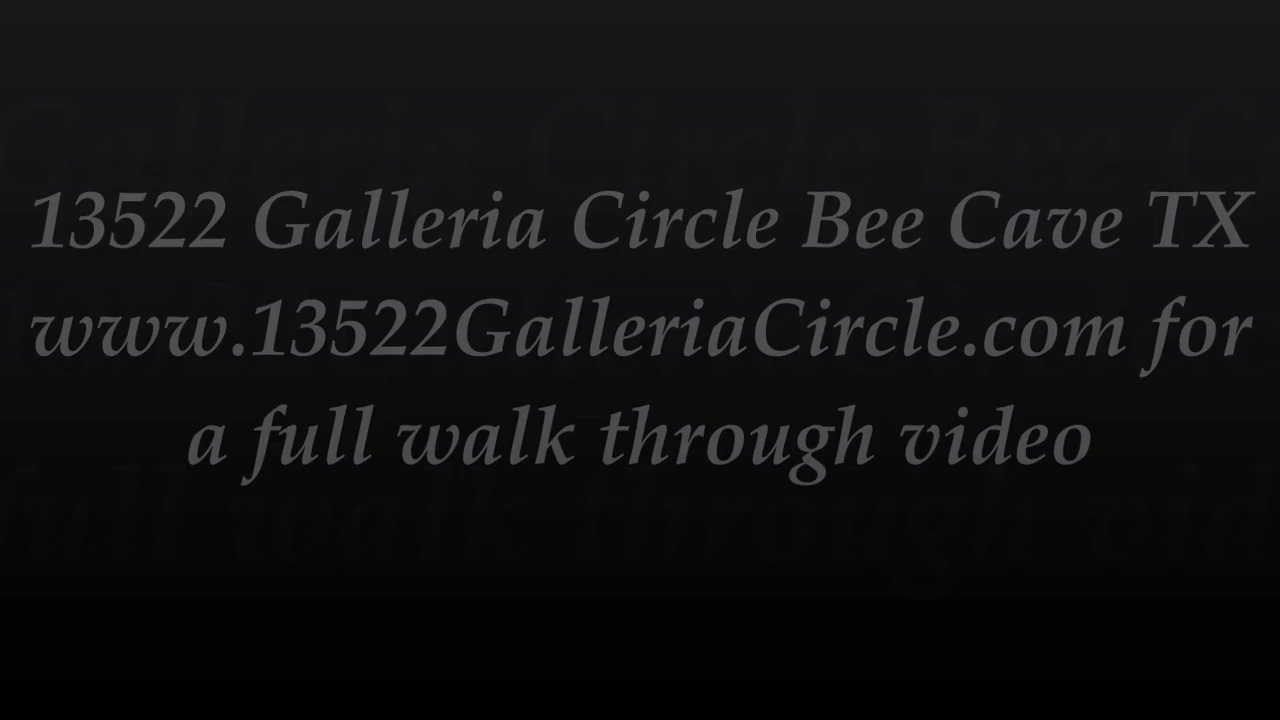 13522 Galleria Circle Bee Cave TX
www.13522GalleriaCircle.com for
a full walk through video